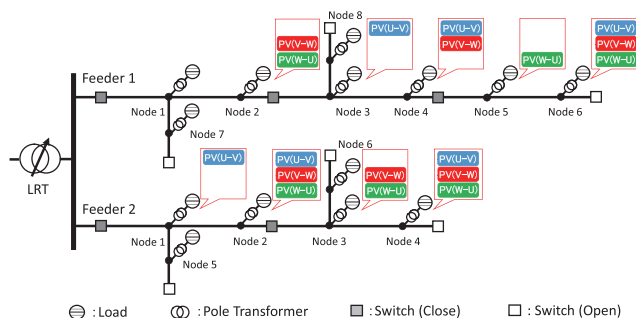 Node 8
PV(V-W)
PV(W-U)
PV(U-V)
PV(U-V)
PV(V-W)
PV(W-U)
PV(U-V)
PV(V-W)
PV(W-U)
Feeder 1
Node 1
Node 2
Node 3
Node 4
Node 5
Node 6
Node 7
LRT
Node 6
PV(U-V)
PV(U-V)
PV(V-W)
PV(W-U)
PV(V-W)
PV(W-U)
PV(U-V)
PV(V-W)
PV(W-U)
Feeder 2
Node 1
Node 2
Node 3
Node 4
Node 5
: Load
: Pole Transformer
: Switch (Close)
: Switch (Open)